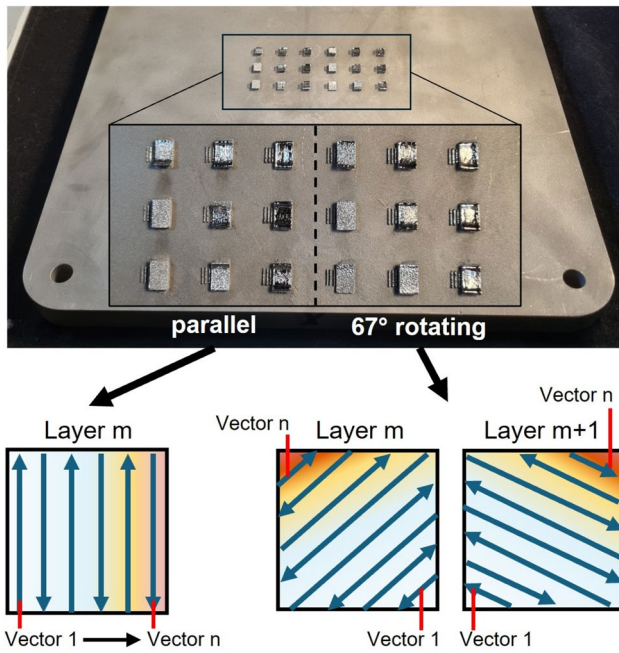 parallel
67° rotating
Layer m
Vector 1
Vector n
Vector n
Layer m
Vector 1
Layer m+1
Vector n
Vector 1